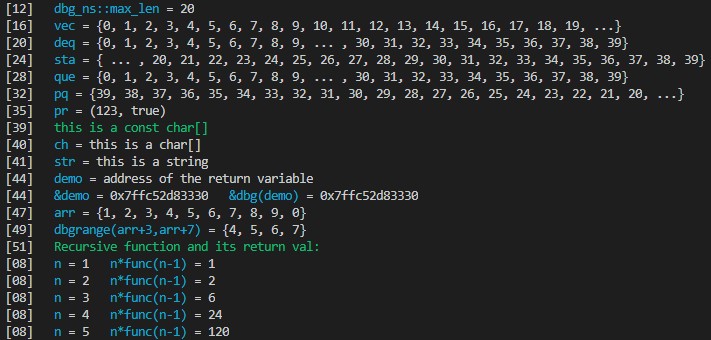 [12] dbg_ns::max_len = 20
[16] vec = {0, 1, 2, 3, 4, 5, 6, 7, 8, 9, 10, 11, 12, 13, 14, 15, 16, 17, 18, 19, ...}
[20] deq = {0, 1, 2, 3, 4, 5, 6, 7, 8, 9, ... , 30, 31, 32, 33, 34, 35, 36, 37, 38, 39}
[24] sta = { ... , 20, 21, 22, 23, 24, 25, 26, 27, 28, 29, 30, 31, 32, 33, 34, 35, 36, 37, 38, 39}
[28] que = {0, 1, 2, 3, 4, 5, 6, 7, 8, 9, ... , 30, 31, 32, 33, 34, 35, 36, 37, 38, 39}
[32] pq = {39, 38, 37, 36, 35, 34, 33, 32, 31, 30, 29, 28, 27, 26, 25, 24, 23, 22, 21, 20, ...}
[35] pr = (123, true)
[39] this is a const char[]
[40] ch = this is a char[]
[41] str = this is a string
[44] demo = address of the return variable
[44] &demo = 0x7ffc52d83330 &dbg(demo) = 0x7ffc52d83330
[47] arr = {1, 2, 3, 4, 5, 6, 7, 8, 9, 0}
[49] dbgrange(arr+3,arr+7) = {4, 5, 6, 7}
[51] Recursive function and its return val:
[08] n = 1 n*func(n-1) = 1
[08] n = 2 n*func(n-1) = 2
[08] n = 3 n*func(n-1) = 6
[08] n = 4 n*func(n-1) = 24
[08] n = 5 n*func(n-1) = 120